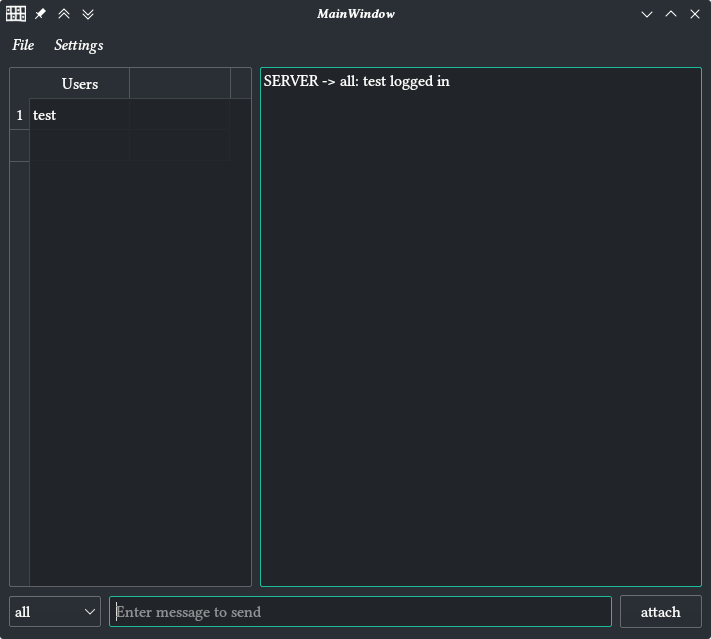 MainWindow
File Settings
Users
1 test
SERVER -> all: test logged in
all
Enter message to send
attach